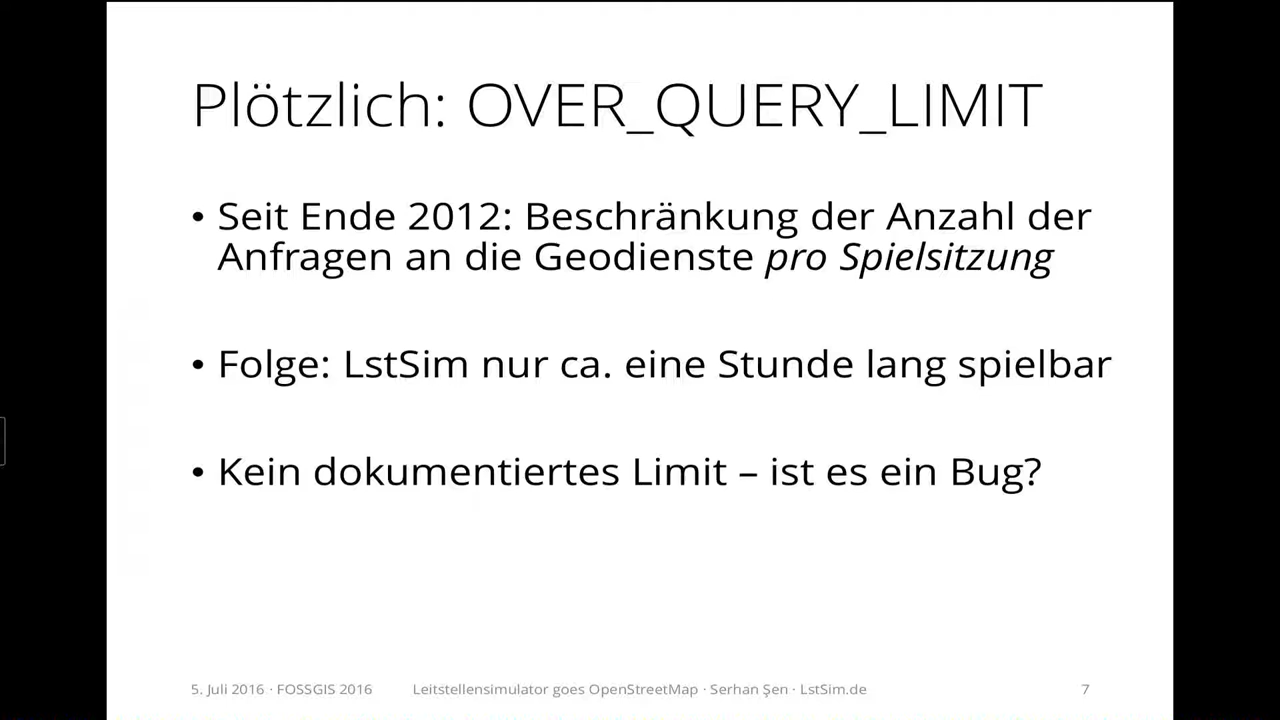 Plötzlich: OVER_QUERY_LIMIT
• Seit Ende 2012: Beschränkung der Anzahl der
Anfragen an die Geodienste pro Spielsitzung
• Folge: LstSim nur ca. eine Stunde lang spielbar
• Kein dokumentiertes Limit – ist es ein Bug?
5. Juli 2016 · FOSSGIS 2016 Leitstellensimulator goes OpenStreetMap · Serhan Şen · LstSim.de 7